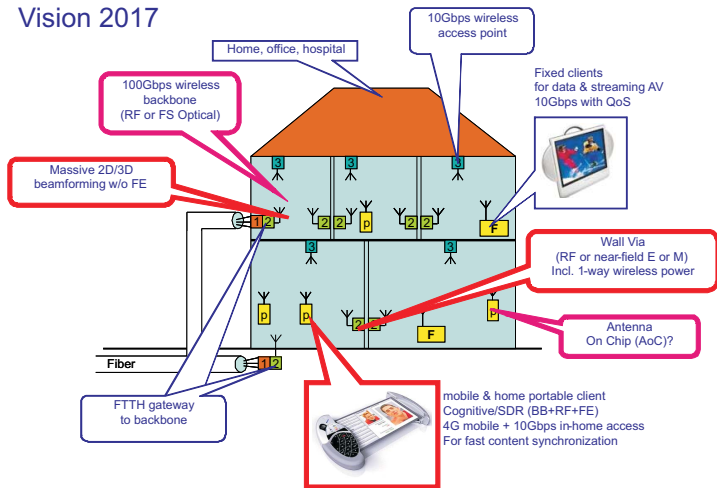 Vision 2017
10Gbps wireless
access point
Home, office, hospital
Fixed clients
for data & streaming AV
10Gbps with QoS
100Gbps wireless
backbone
(RF or FS Optical)
Massive 2D/3D
beamforming w/o FE
3
3
3
1 2
2
2
p
2
2
F
3
Wall Via
(RF or near-field E or M)
Incl. 1-way wireless power
p
p
2
2
F
p
Antenna
On Chip (AoC)?
Fiber
1 2
FTTH gateway
to backbone
mobile & home portable client
Cognitive/SDR (BB+RF+FE)
4G mobile + 10Gbps in-home access
For fast content synchronization